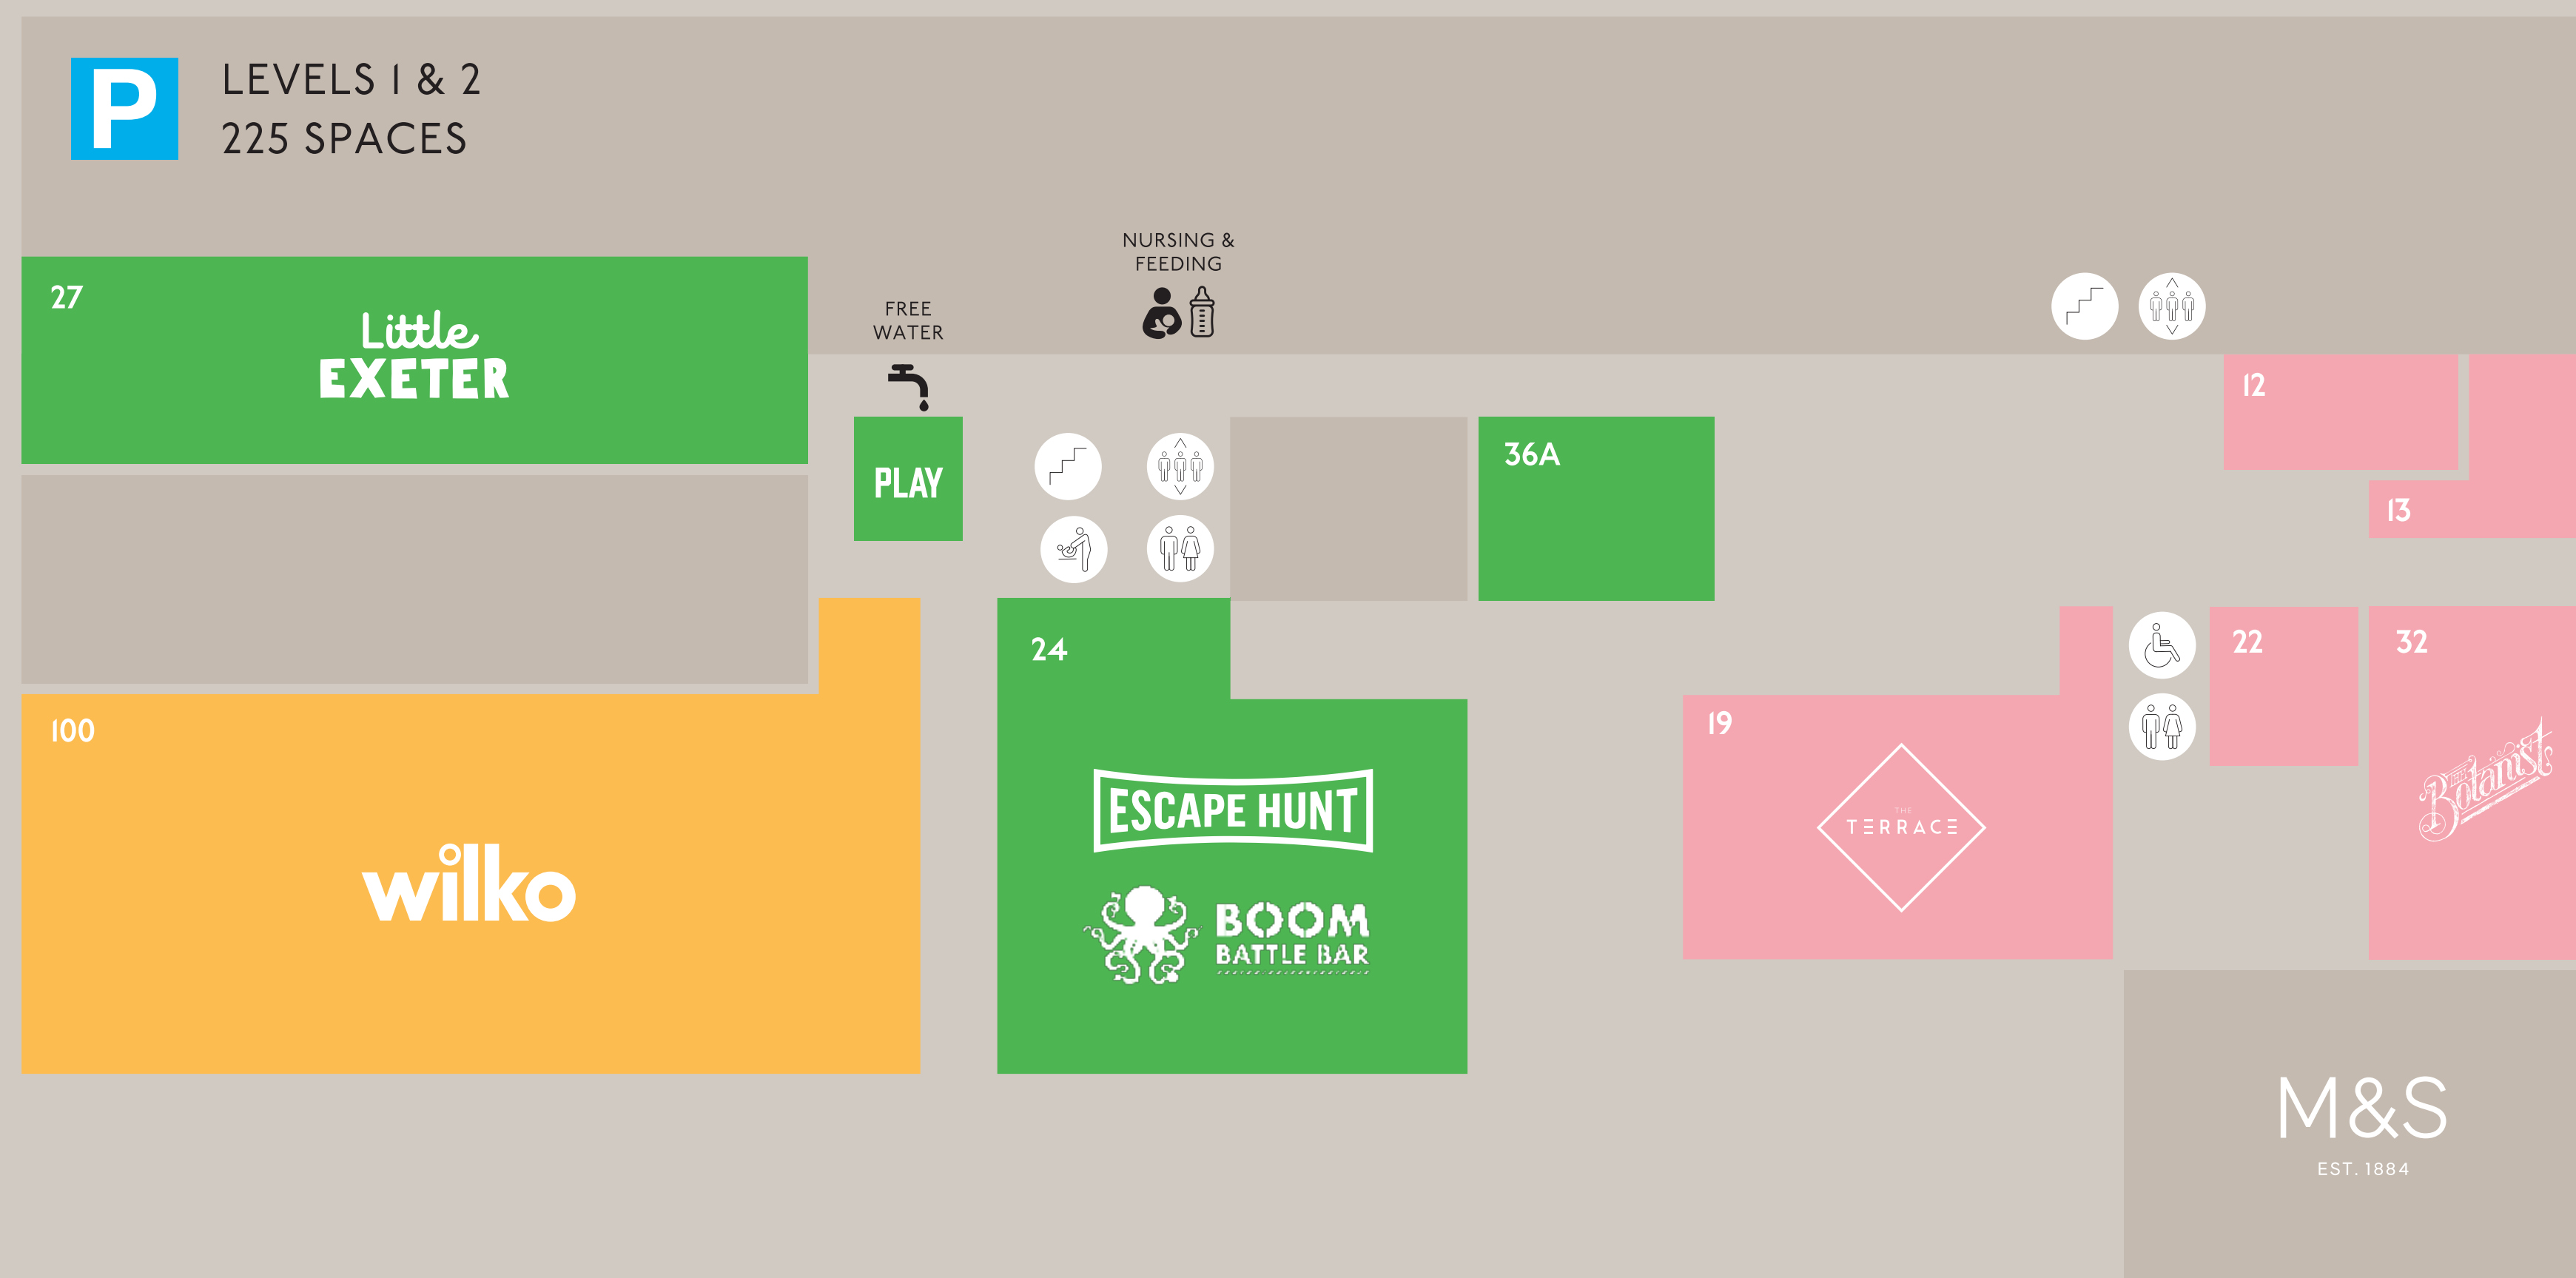 P
LEVELS 1 & 2
225 SPACES
NURSING &
FEEDING
FREE
WATER
27
Little
EXETER
PLAY
36A
12
13
24
22
32
100
19
ESCAPE HUNT
THE
TERRACE
THE
Botanist
wilko
BOOM
BATTLE BAR
M&S
EST. 1884